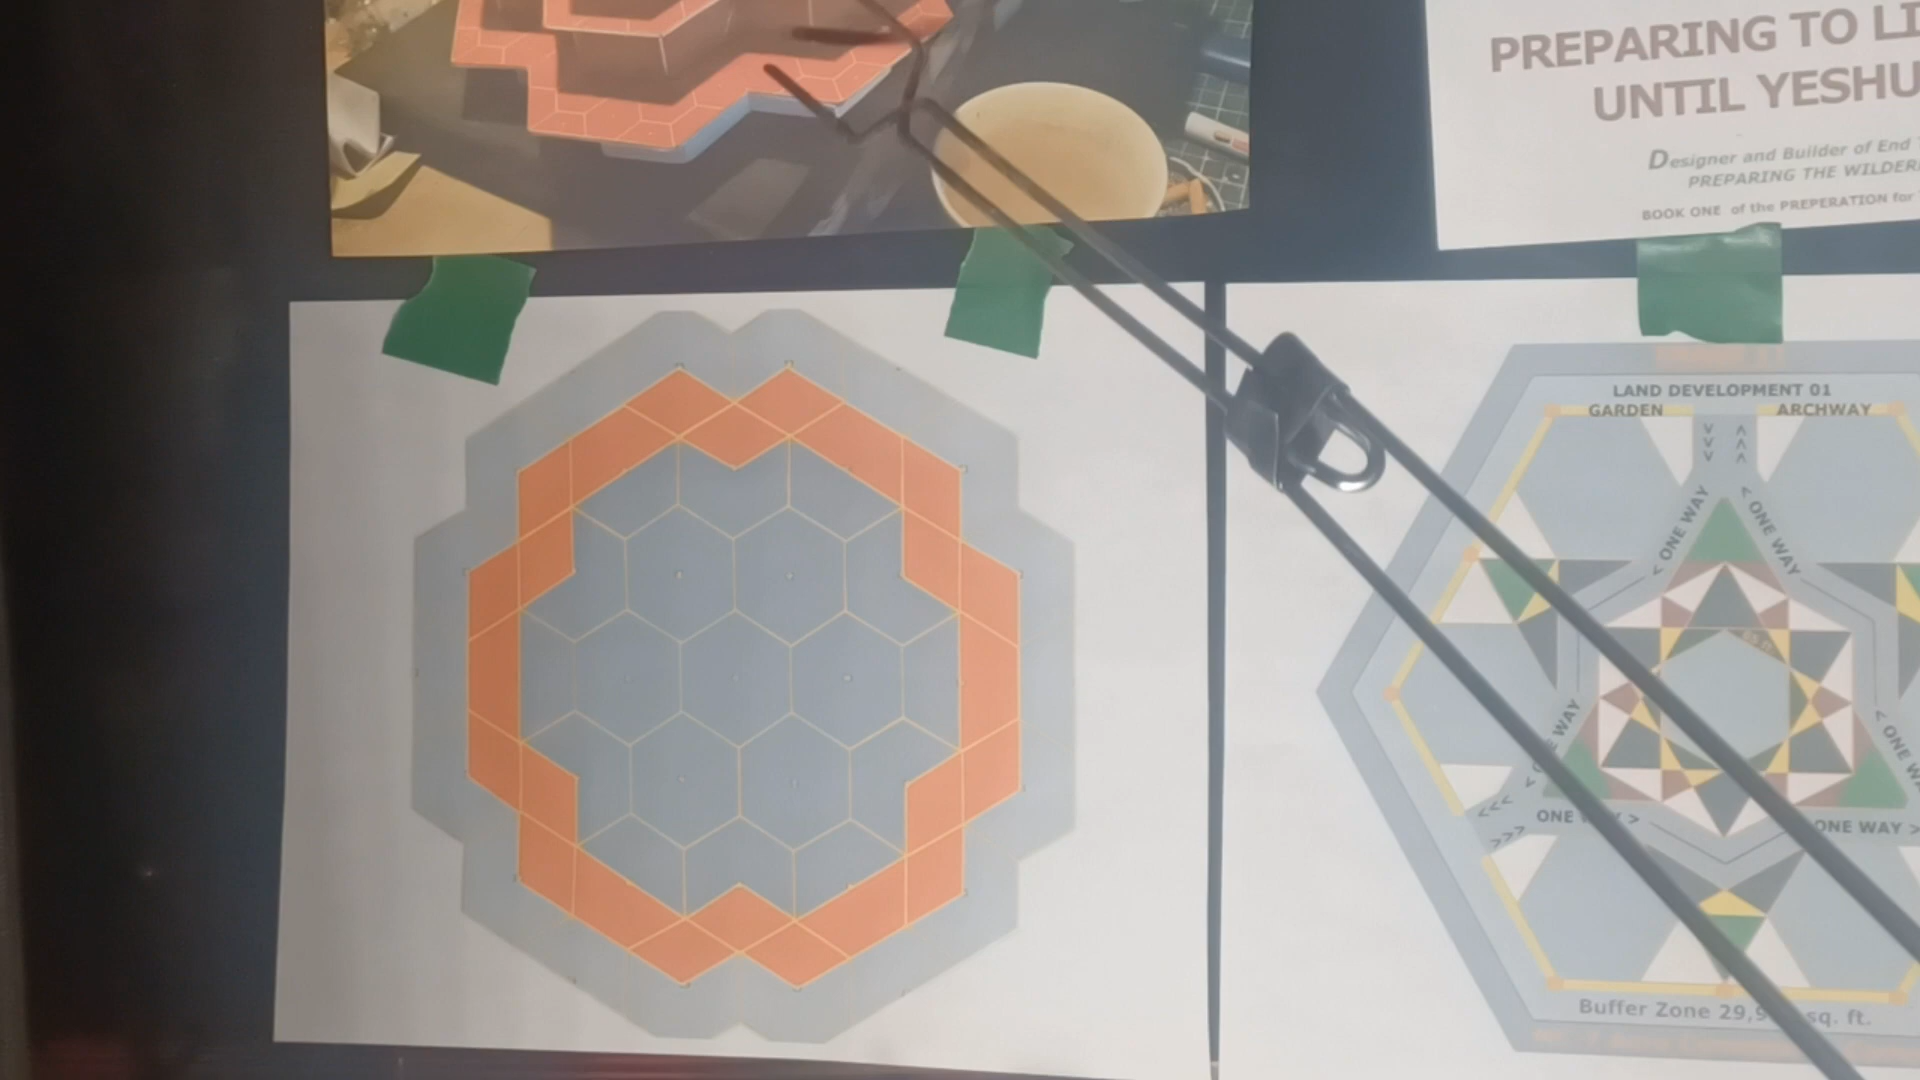 PREPARING TO LI
UNTIL YESHU
Designer and Builder of End
PREPARING THE WILDER
BOOK ONE of the PREPERATION for
LAND DEVELOPMENT 01
GARDEN ARCHWAY
< ONE WAY
< ONE WAY
< ONE WAY
< ONE WA
ONE WAY >
ONE WAY >
Buffer Zone 29,9 sq. ft.